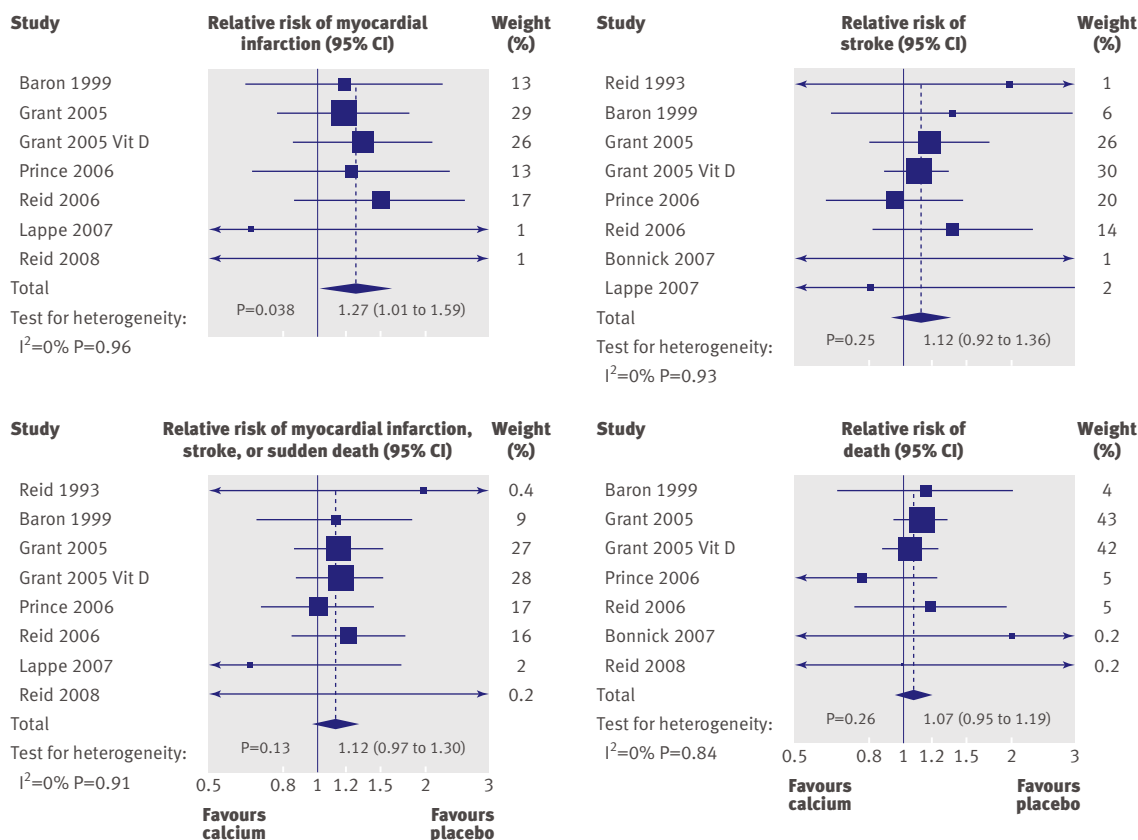 Study Relative risk of myocardial infarction (95% CI) Weight (%)
Baron 1999 13
Grant 2005 29
Grant 2005 Vit D 26
Prince 2006 13
Reid 2006 17
Lappe 2007 1
Reid 2008 1
Total
P=0.038 1.27 (1.01 to 1.59)
Test for heterogeneity:
I²=0% P=0.96
Study Relative risk of stroke (95% CI) Weight (%)
Reid 1993 1
Baron 1999 6
Grant 2005 26
Grant 2005 Vit D 30
Prince 2006 20
Reid 2006 14
Bonnick 2007 1
Lappe 2007 2
Total
P=0.25 1.12 (0.92 to 1.36)
Test for heterogeneity:
I²=0% P=0.93
Study Relative risk of myocardial infarction, stroke, or sudden death (95% CI) Weight (%)
Reid 1993 0.4
Baron 1999 9
Grant 2005 27
Grant 2005 Vit D 28
Prince 2006 17
Reid 2006 16
Lappe 2007 2
Reid 2008 0.2
Total
Test for heterogeneity:
P=0.13 1.12 (0.97 to 1.30)
I²=0% P=0.91
0.5 0.8 1 1.2 1.5 2 3
Favours calcium Favours placebo
Study Relative risk of death (95% CI) Weight (%)
Baron 1999 4
Grant 2005 43
Grant 2005 Vit D 42
Prince 2006 5
Reid 2006 5
Bonnick 2007 0.2
Reid 2008 0.2
Total
P=0.26 1.07 (0.95 to 1.19)
Test for heterogeneity:
I²=0% P=0.84
0.5 0.8 1 1.2 1.5 2 3
Favours calcium Favours placebo